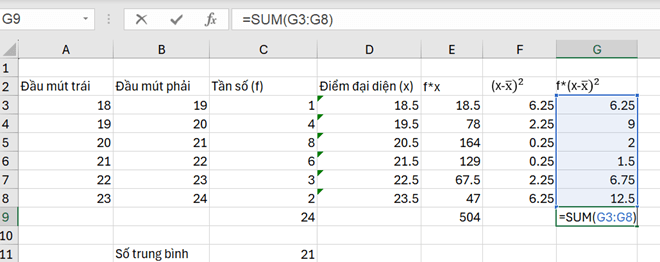 G9 =SUM(G3:G8)
A B C D E F G
1
2 Đầu mút trái Đầu mút phải Tần số (f) Điểm đại diện (x) f*x (x-x̅)² f*(x-x̅)²
3 18 19 1 18.5 18.5 6.25 6.25
4 19 20 4 19.5 78 2.25 9
5 20 21 8 20.5 164 0.25 2
6 21 22 6 21.5 129 0.25 1.5
7 22 23 3 22.5 67.5 2.25 6.75
8 23 24 2 23.5 47 6.25 12.5
9 24 504 =SUM(G3:G8)
10
11 Số trung bình 21